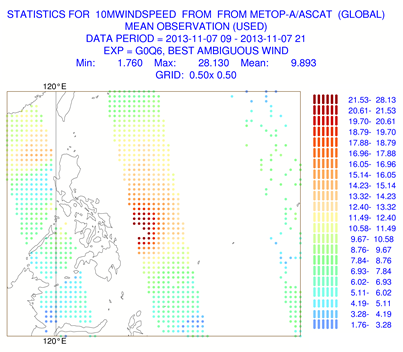 STATISTICS FOR 10MWINDSPEED FROM FROM METOP-A/ASCAT (GLOBAL)
MEAN OBSERVATION (USED)
DATA PERIOD = 2013-11-07 09 - 2013-11-07 21
EXP = G0Q6, BEST AMBIGUOUS WIND
Min: 1.760 Max: 28.130 Mean: 9.893
GRID: 0.50x 0.50
120°E
21.53- 28.13
20.61- 21.53
19.70- 20.61
18.79- 19.70
17.88- 18.79
16.96- 17.88
16.05- 16.96
15.14- 16.05
14.23- 15.14
13.32- 14.23
12.40- 13.32
11.49- 12.40
10.58- 11.49
9.67- 10.58
8.76- 9.67
7.84- 8.76
6.93- 7.84
6.02- 6.93
5.11- 6.02
4.19- 5.11
3.28- 4.19
1.76- 3.28
120°E